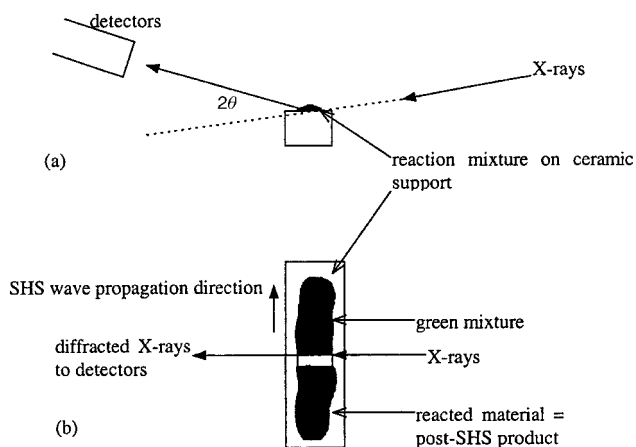 detectors
X-rays
2θ
(a)
reaction mixture on ceramic
support
SHS wave propagation direction
green mixture
diffracted X-rays
to detectors
X-rays
(b)
reacted material =
post-SHS product